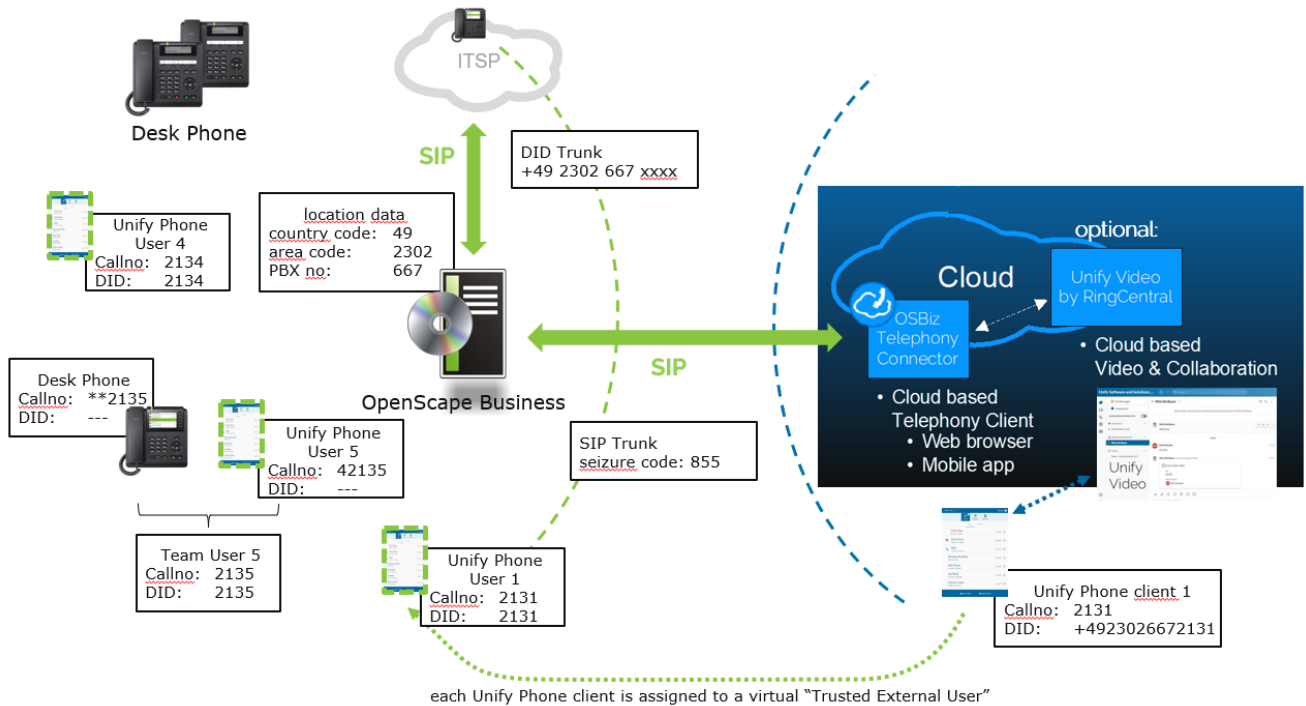 ITSP
Desk Phone
SIP
DID Trunk
+49 2302 667 xxxx
location data
country code: 49
area code: 2302
PBX no: 667
Unify Phone
User 4
Callno: 2134
DID: 2134
optional:
Cloud
Unify Video
by RingCentral
OSBiz
Telephony
Connector
SIP
• Cloud based
Video & Collaboration
• Cloud based
Telephony Client
• Web browser
• Mobile app
Unify
Video
OpenScape Business
Desk Phone
Callno: **2135
DID: ---
Unify Phone
User 5
Callno: 42135
DID: ---
SIP Trunk
seizure code: 855
Team User 5
Callno: 2135
DID: 2135
Unify Phone
User 1
Callno: 2131
DID: 2131
Unify Phone client 1
Callno: 2131
DID: +4923026672131
each Unify Phone client is assigned to a virtual “Trusted External User”